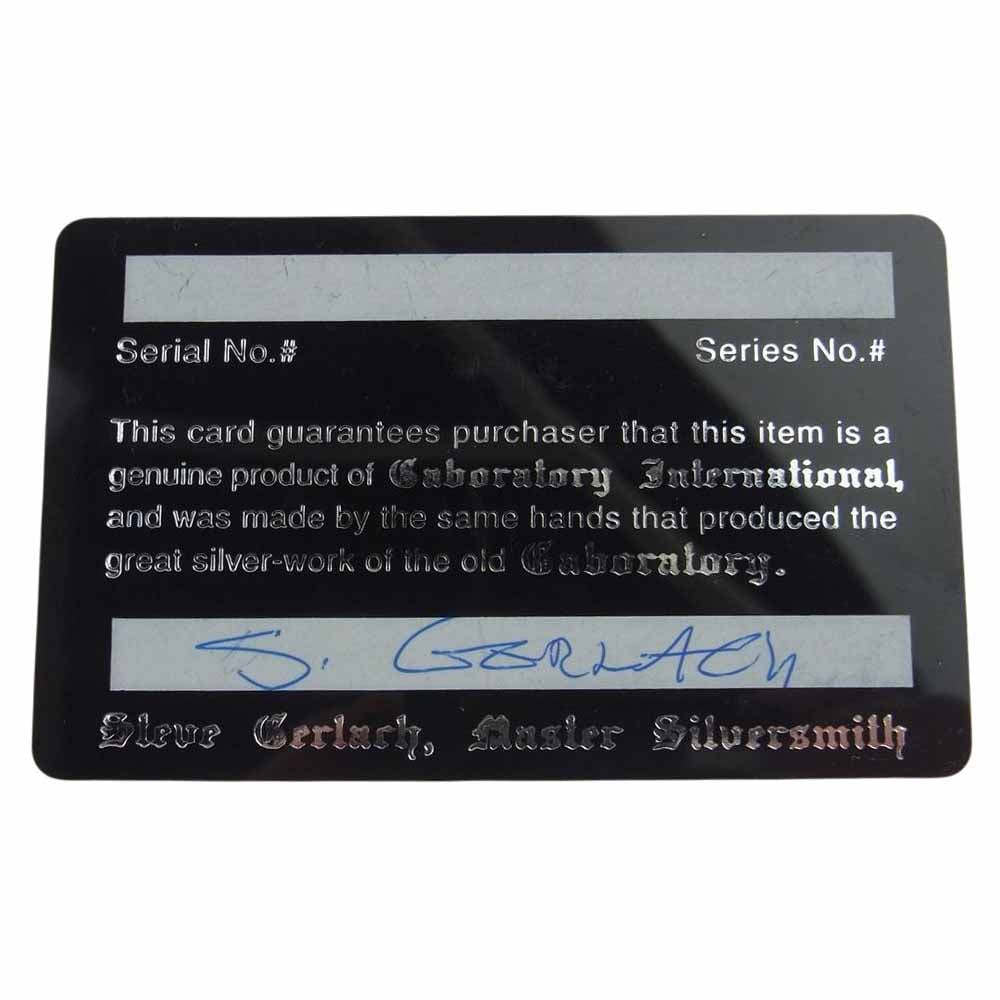 Serial No.# Series No.#
This card guarantees purchaser that this item is a
genuine product of Gaboratory International,
and was made by the same hands that produced the
great silver-work of the old Gaboratory.
S. GERLACH
Steve Gerlach, Master Silversmith